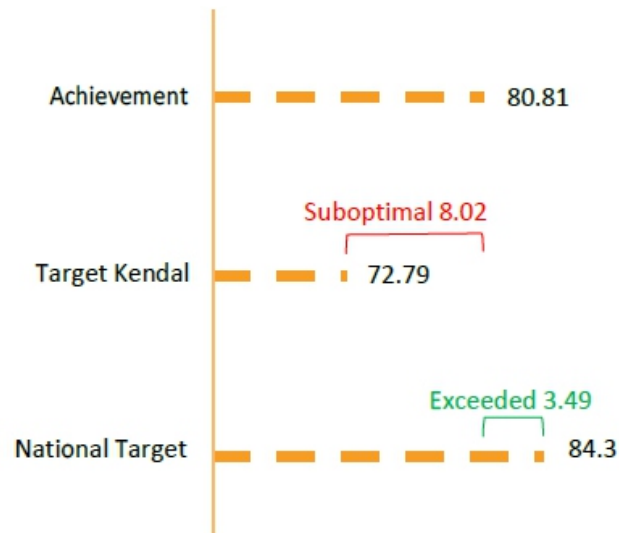 Achievement 80.81
Suboptimal 8.02
Target Kendal 72.79
Exceeded 3.49
National Target 84.3